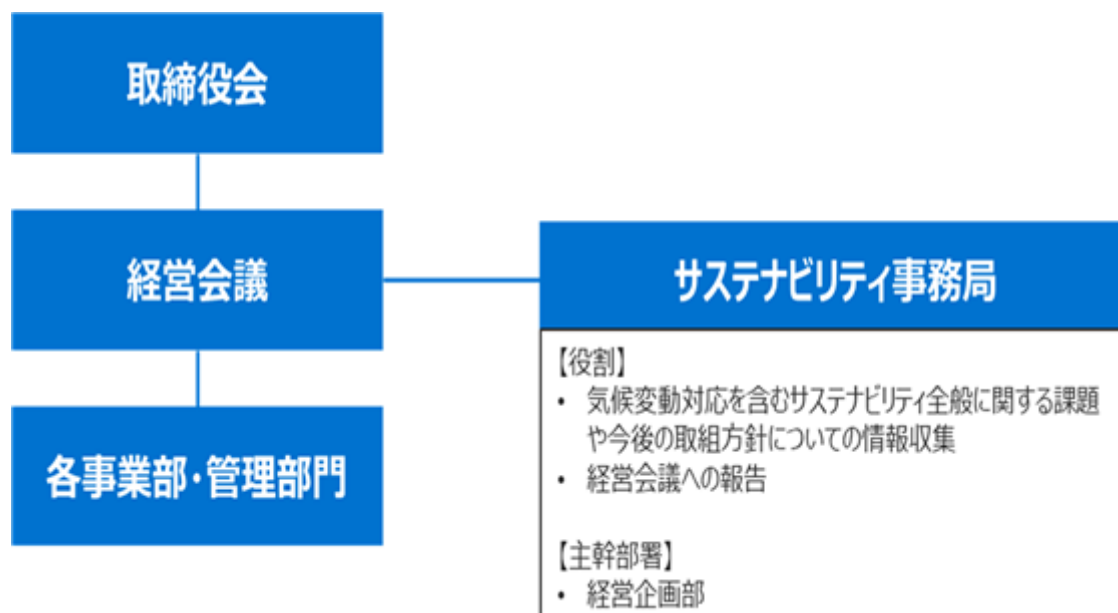 取締役会
経営会議
各事業部・管理部門
サステナビリティ事務局
【役割】
• 気候変動対応を含むサステナビリティ全般に関する課題
や今後の取組方針についての情報収集
• 経営会議への報告
【主幹部署】
• 経営企画部